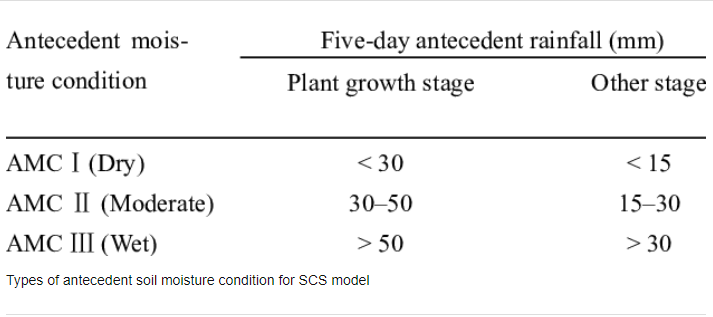 Antecedent mois-
Five-day antecedent rainfall (mm)
ture condition
Plant growth stage
Other stage
AMC Ⅰ (Dry) < 30 < 15
AMC Ⅱ (Moderate) 30–50 15–30
AMC Ⅲ (Wet) > 50 > 30
Types of antecedent soil moisture condition for SCS model